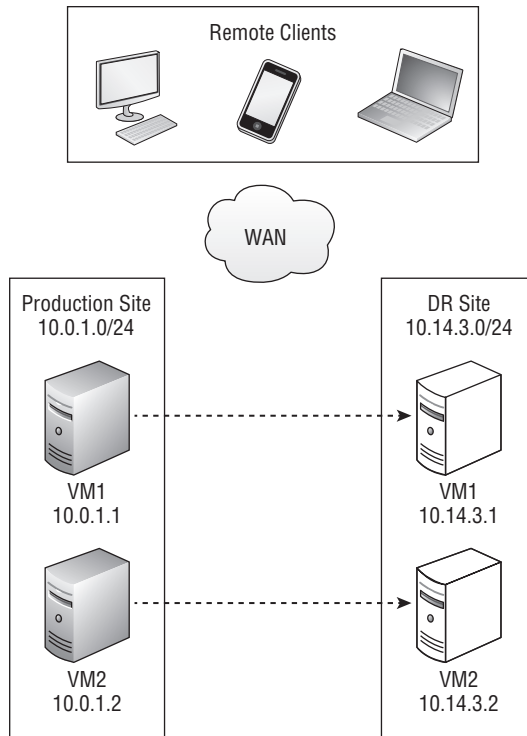 Remote Clients
WAN
Production Site
10.0.1.0/24
VM1
10.0.1.1
VM2
10.0.1.2
DR Site
10.14.3.0/24
VM1
10.14.3.1
VM2
10.14.3.2